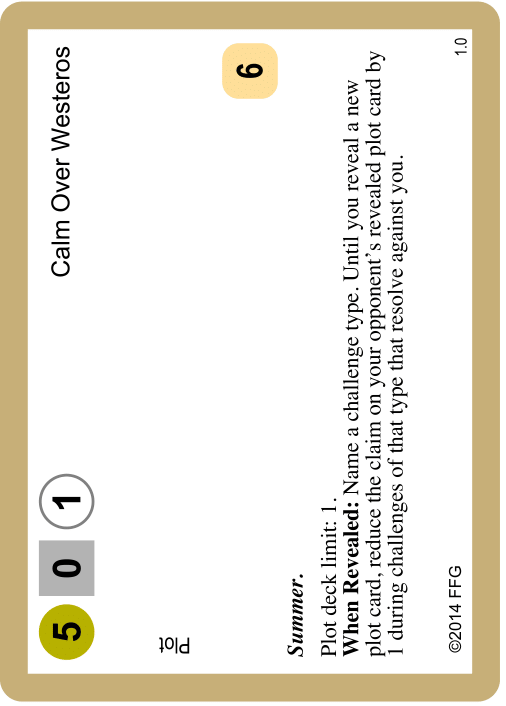 5 0 1 Calm Over Westeros
Plot
6
Summer.
Plot deck limit: 1.
When Revealed: Name a challenge type. Until you reveal a new
plot card, reduce the claim on your opponent's revealed plot card by
1 during challenges of that type that resolve against you.
©2014 FFG 1.0